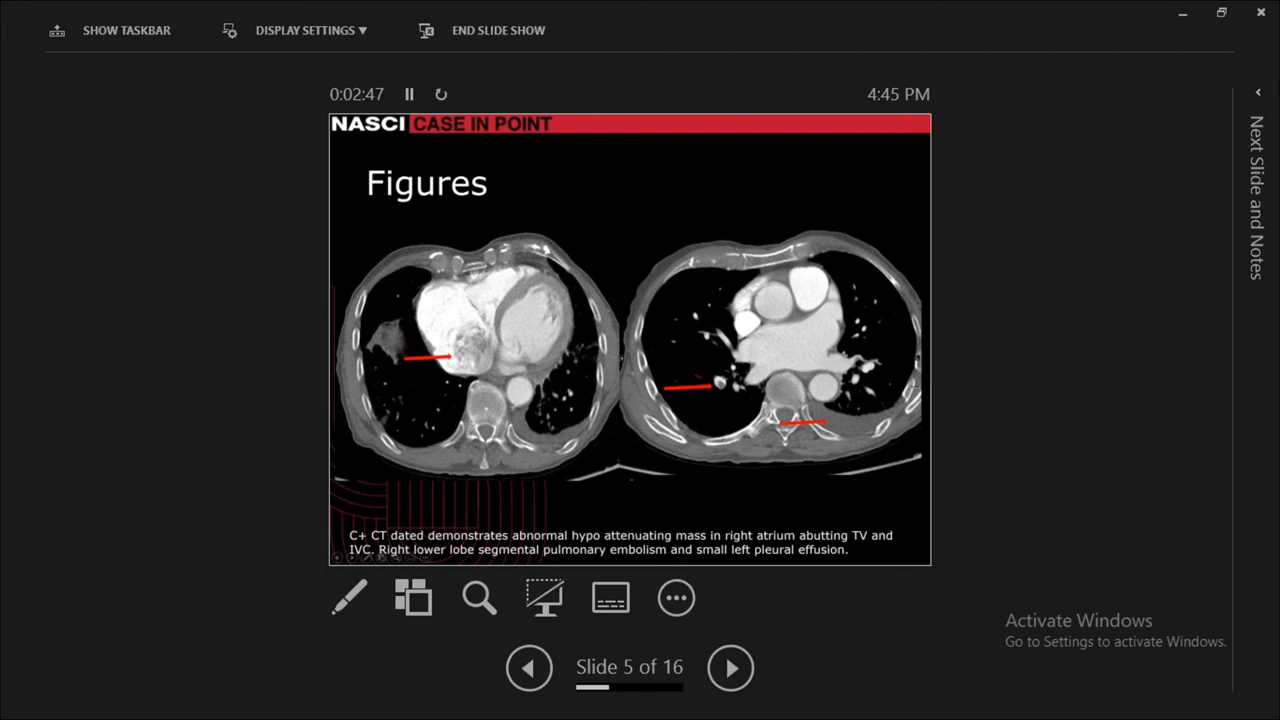 SHOW TASKBAR
DISPLAY SETTINGS ▼
END SLIDE SHOW
0:02:47
4:45 PM
NASCI CASE IN POINT
Figures
C+ CT dated demonstrates abnormal hypo attenuating mass in right atrium abutting TV and
IVC. Right lower lobe segmental pulmonary embolism and small left pleural effusion.
Slide 5 of 16
Next Slide and Notes
Activate Windows
Go to Settings to activate Windows.